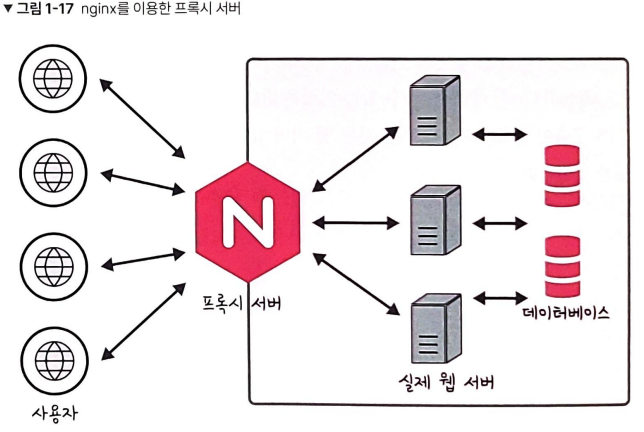 ▼ 그림 1-17 nginx를 이용한 프록시 서버
N
프록시 서버
데이터베이스
실제 웹 서버
사용자